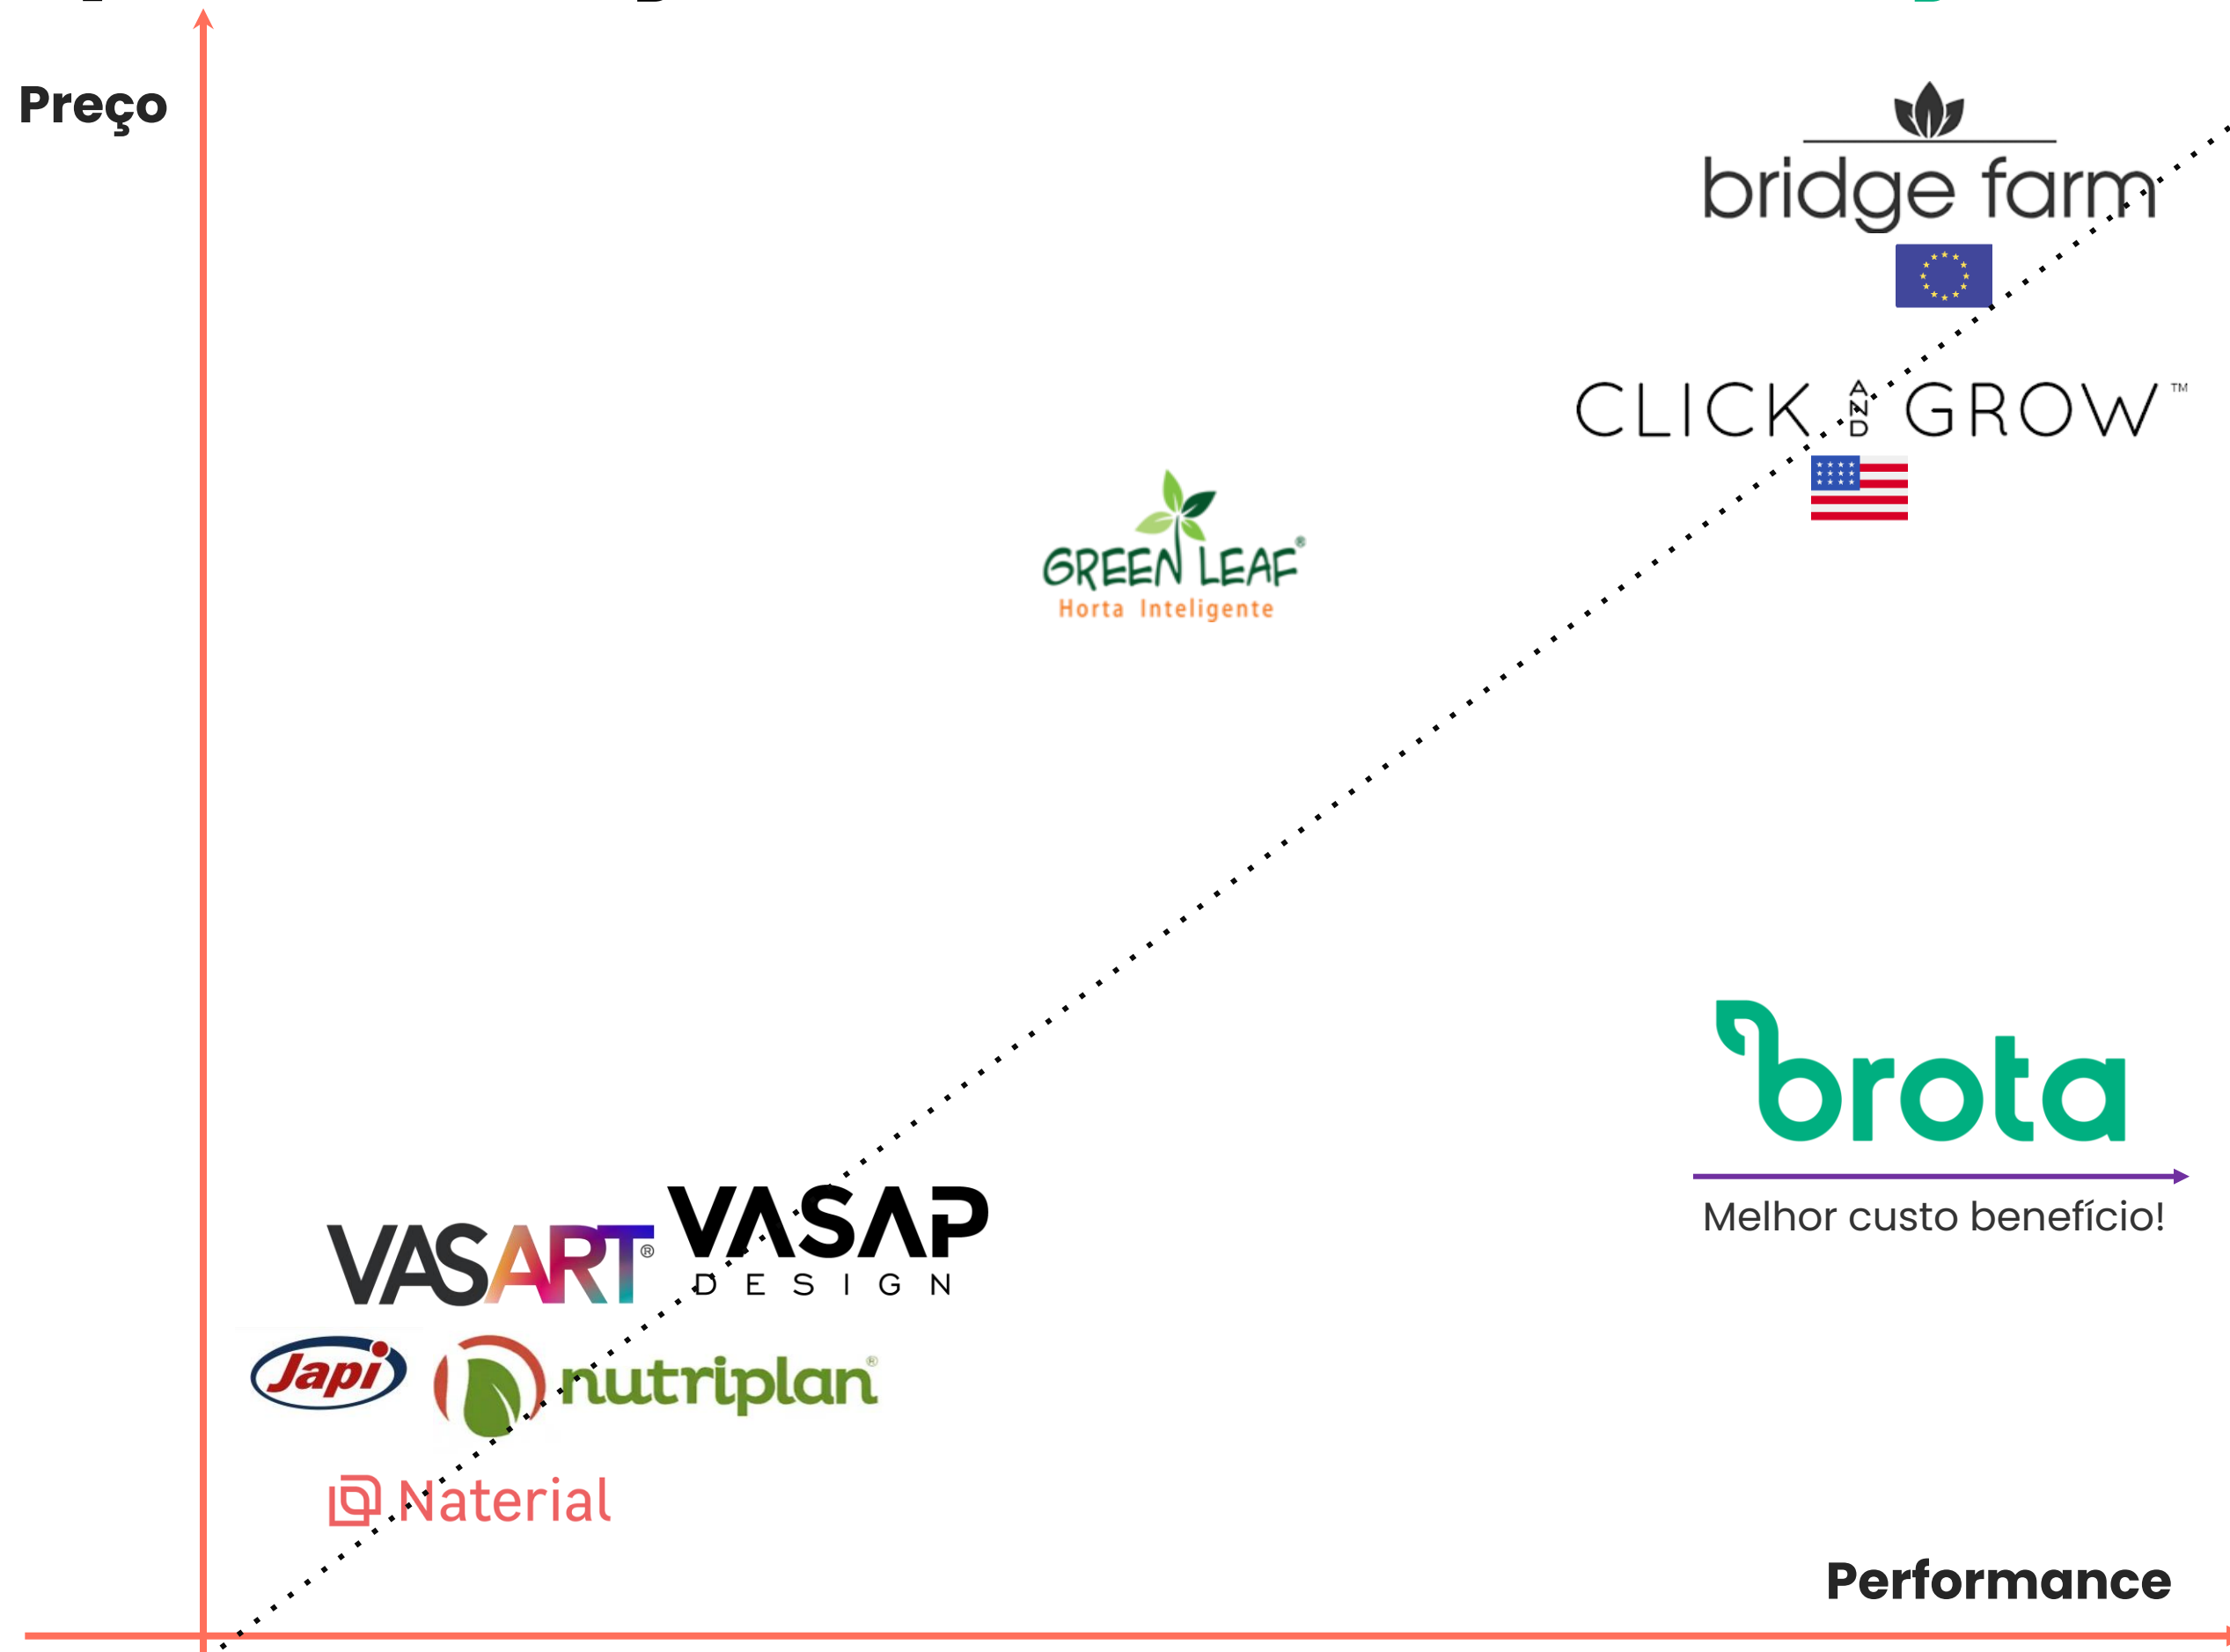 Preço
bridge farm
CLICK AND GROW™
GREEN LEAF®
Horta Inteligente
brota
Melhor custo benefício!
VASART®
VASAP
DESIGN
Japi
nutriplan®
Naterial
Performance